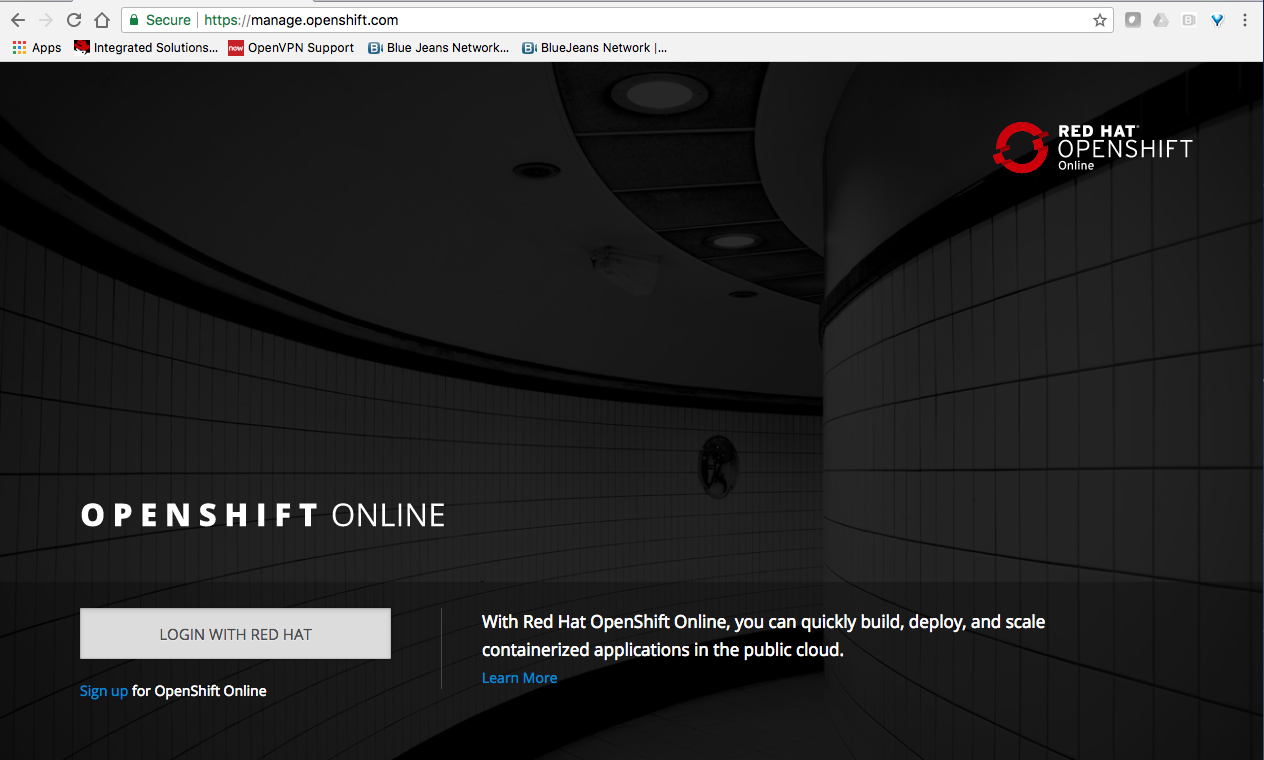 Secure https://manage.openshift.com
Apps Integrated Solutions... now OpenVPN Support Blue Jeans Network... BlueJeans Network |...
RED HAT®
OPENSHIFT
Online
OPENSHIFT ONLINE
LOGIN WITH RED HAT
Sign up for OpenShift Online
With Red Hat OpenShift Online, you can quickly build, deploy, and scale
containerized applications in the public cloud.
Learn More